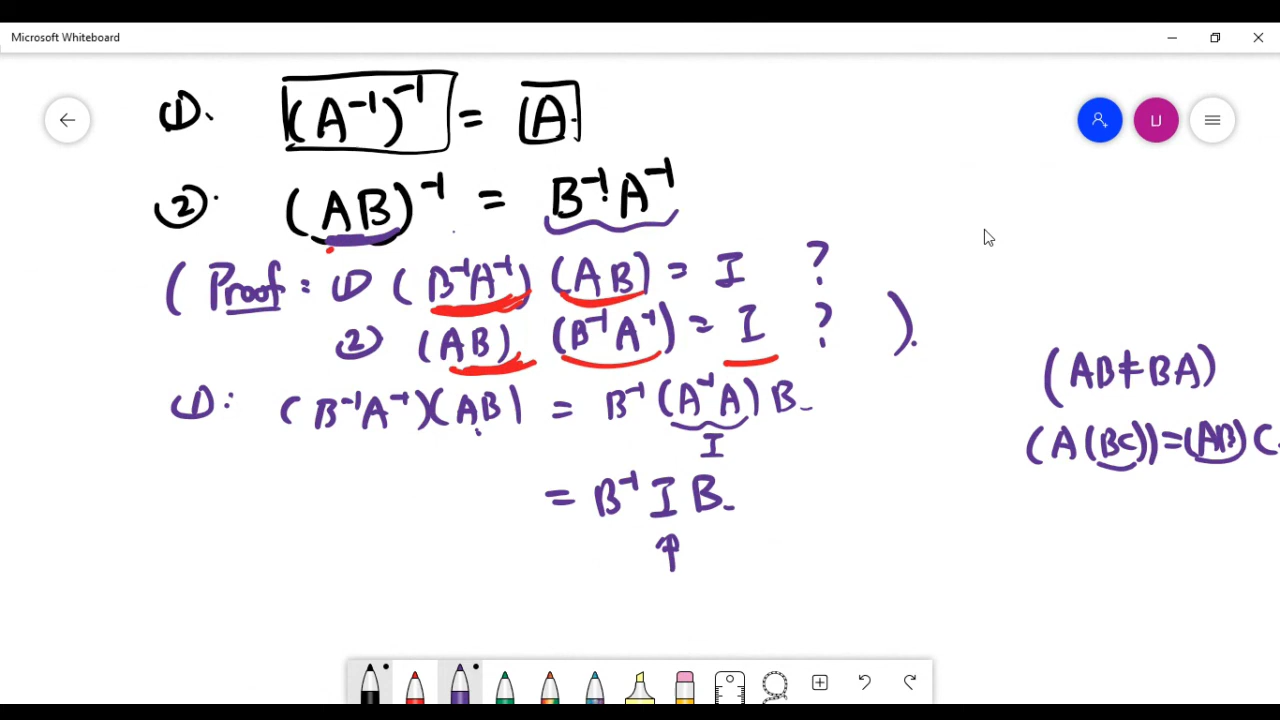 Microsoft Whiteboard
①. (A⁻¹)⁻¹ = (A).
②. (AB)⁻¹ = B⁻¹·A⁻¹
(Proof: ① (B⁻¹A⁻¹) (AB) = I ?
② (AB) (B⁻¹A⁻¹) = I ? ).
(AB≠BA)
①: (B⁻¹A⁻¹)(AB) = B⁻¹(A⁻¹A)B
I
(A(BC))=(AB)C
= B⁻¹ I B
↑
U